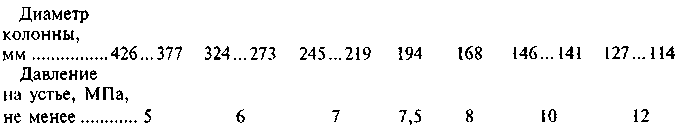 Диаметр
колонны,
мм ................ 426...377 324...273 245...219 194 168 146...141 127...114
Давление
на устье, МПа,
не менее ............ 5 6 7 7,5 8 10 12